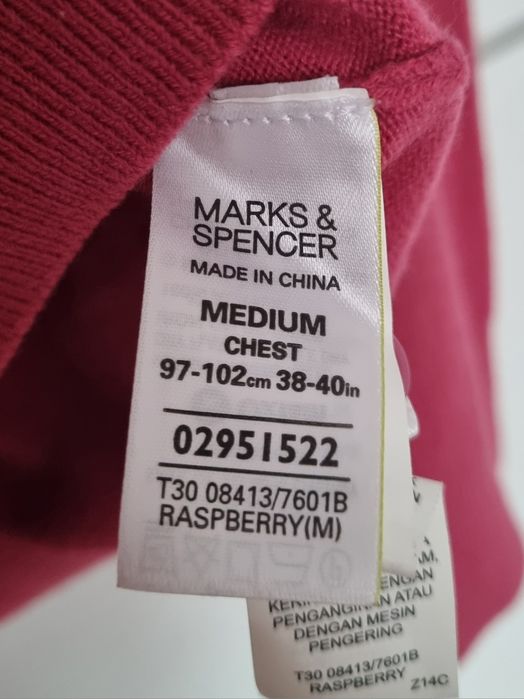 MARKS &
SPENCER
MADE IN CHINA
MEDIUM
CHEST
97-102cm 38-40in
02951522
T30 08413/7601B
RASPBERRY(M)
PENGANGINAN ATAU
DENGAN MESIN
PENGERING
T30 08413/7601B
RASPBERRY Z14C